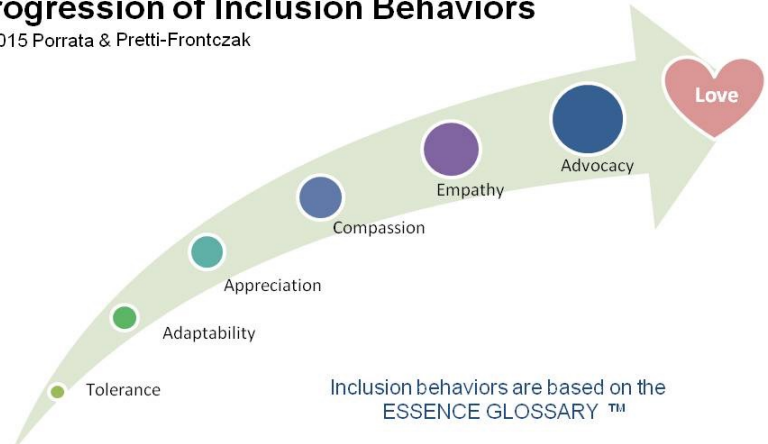 rogression of Inclusion Behaviors
015 Porrata & Pretti-Frontczak
Love
Advocacy
Empathy
Compassion
Appreciation
Adaptability
Tolerance
Inclusion behaviors are based on the
ESSENCE GLOSSARY ™